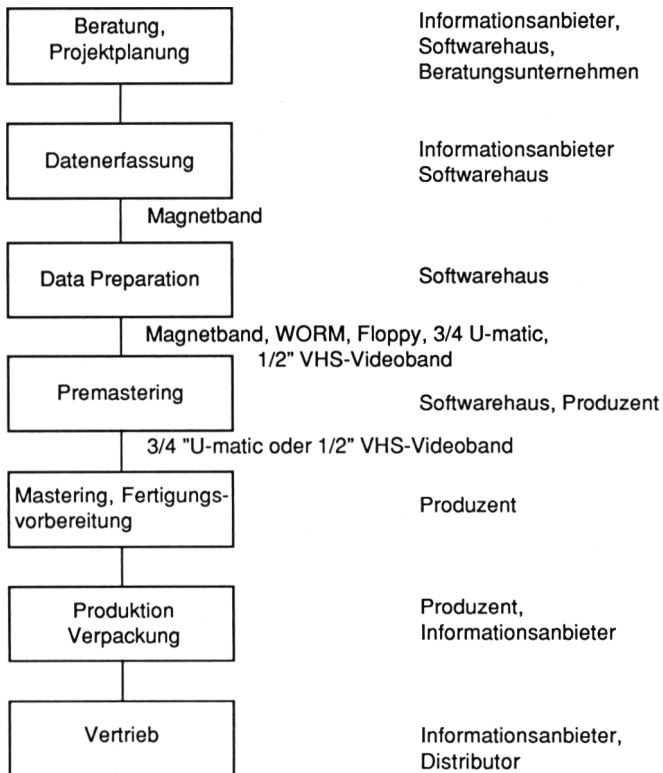 Beratung,
Projektplanung
Informationsanbieter,
Softwarehaus,
Beratungsunternehmen
Datenerfassung
Informationsanbieter
Softwarehaus
Magnetband
Data Preparation
Softwarehaus
Magnetband, WORM, Floppy, 3/4 U-matic,
1/2" VHS-Videoband
Premastering
Softwarehaus, Produzent
3/4 "U-matic oder 1/2" VHS-Videoband
Mastering, Fertigungs-
vorbereitung
Produzent
Produktion
Verpackung
Produzent,
Informationsanbieter
Vertrieb
Informationsanbieter,
Distributor